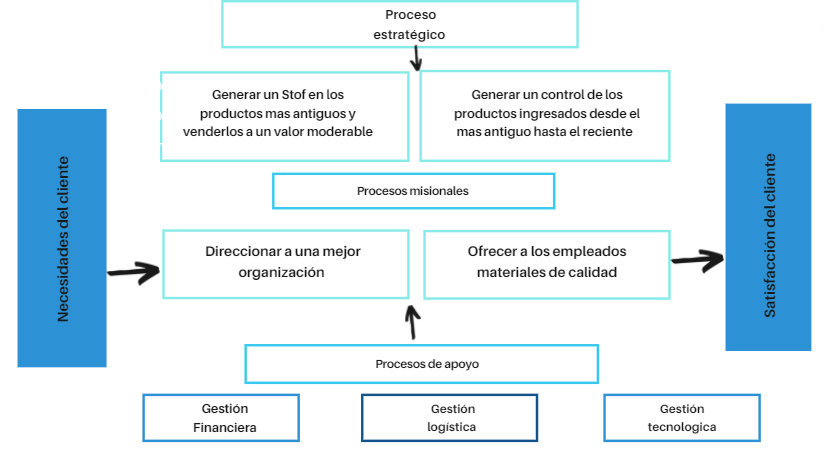 Proceso
estratégico
Generar un Stof en los
productos mas antiguos y
venderlos a un valor moderable
Generar un control de los
productos ingresados desde el
mas antiguo hasta el reciente
Necesidades del cliente
Satisfacción del cliente
Procesos misionales
Direccionar a una mejor
organización
Ofrecer a los empleados
materiales de calidad
Procesos de apoyo
Gestión
Financiera
Gestión
logística
Gestión
tecnologica